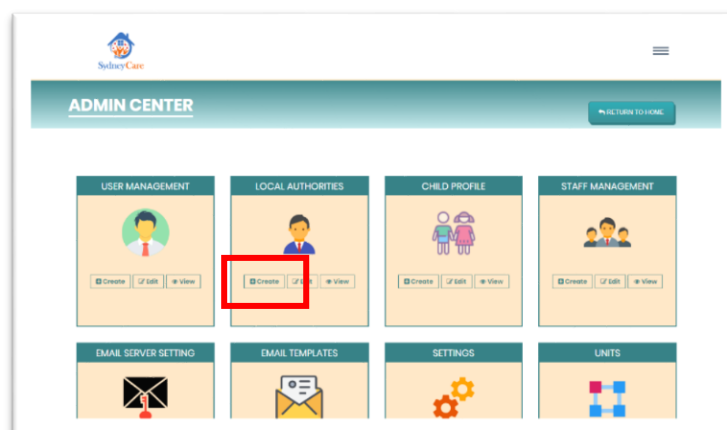 SydneyCare
ADMIN CENTER
RETURN TO HOME
USER MANAGEMENT
LOCAL AUTHORITIES
CHILD PROFILE
STAFF MANAGEMENT
Create Edit View
Create Edit View
Create Edit View
Create Edit View
EMAIL SERVER SETTING
EMAIL TEMPLATES
SETTINGS
UNITS